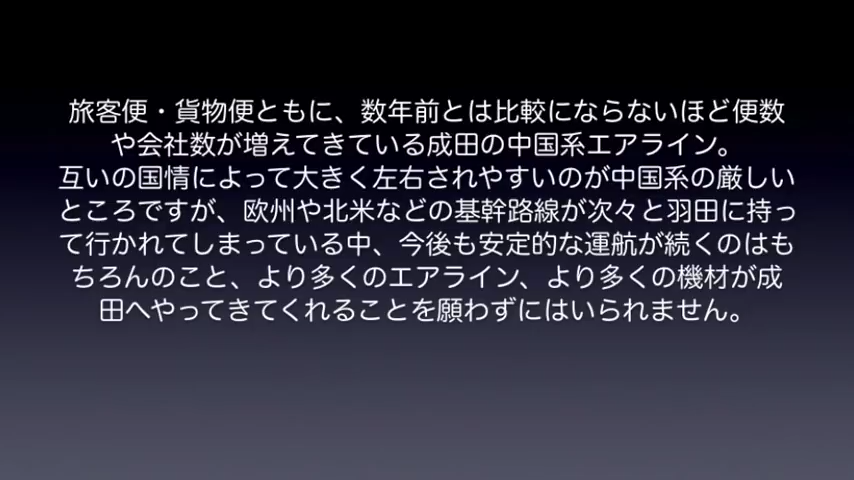 旅客便・貨物便ともに、数年前とは比較にならないほど便数
や会社数が増えてきている成田の中国系エアライン。
互いの国情によって大きく左右されやすいのが中国系の厳しい
ところですが、欧州や北米などの基幹路線が次々と羽田に持っ
て行かれてしまっている中、今後も安定的な運航が続くのはも
ちろんのこと、より多くのエアライン、より多くの機材が成
田へやってきてくれることを願わずにはいられません。